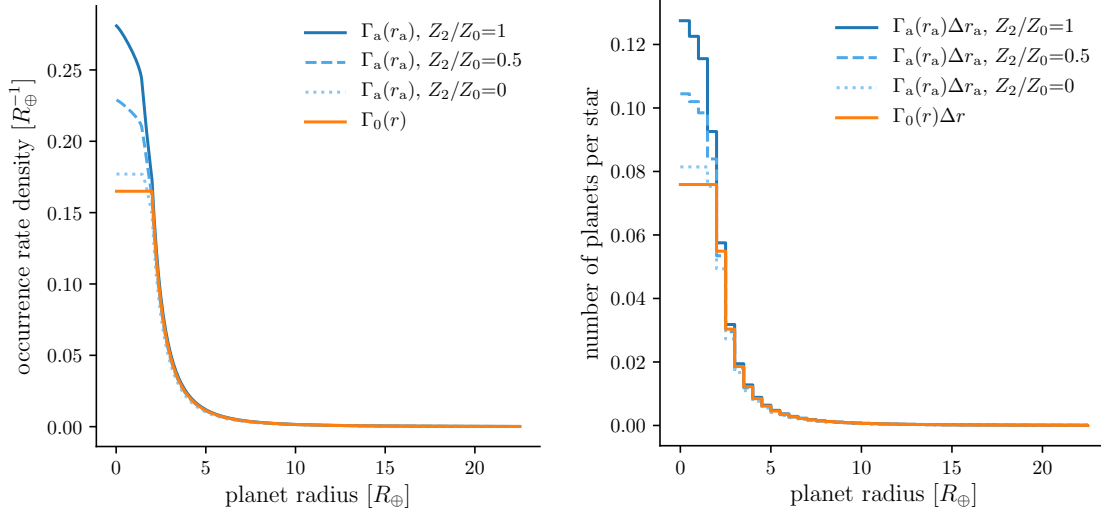 occurrence rate density [R⊕⁻¹]
0.25
0.20
0.15
0.10
0.05
0.00
0 5 10 15 20
planet radius [R⊕]
Γₐ(rₐ), Z₂/Z₀=1
Γₐ(rₐ), Z₂/Z₀=0.5
Γₐ(rₐ), Z₂/Z₀=0
Γ₀(r)
number of planets per star
0.12
0.10
0.08
0.06
0.04
0.02
0.00
0 5 10 15 20
planet radius [R⊕]
Γₐ(rₐ)Δrₐ, Z₂/Z₀=1
Γₐ(rₐ)Δrₐ, Z₂/Z₀=0.5
Γₐ(rₐ)Δrₐ, Z₂/Z₀=0
Γ₀(r)Δr